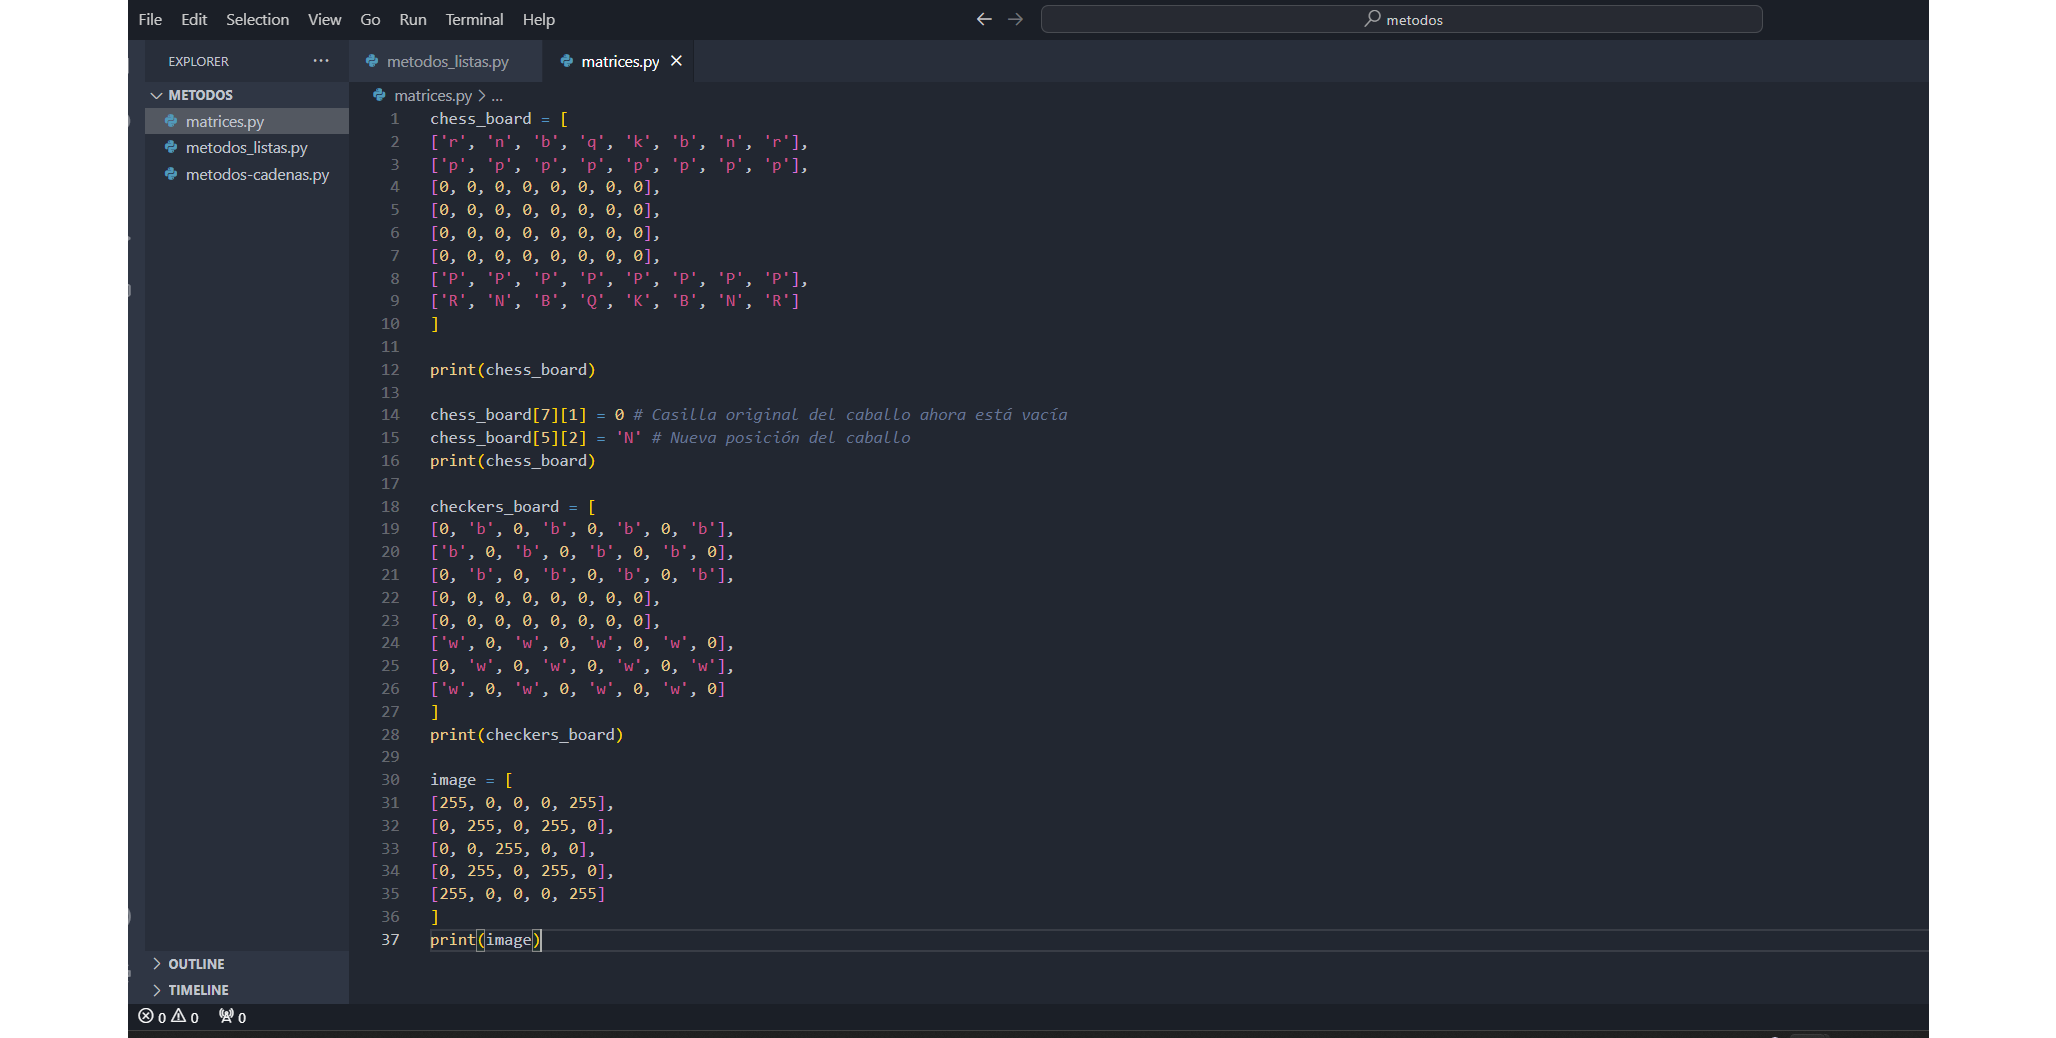 File Edit Selection View Go Run Terminal Help
metodos
EXPLORER ...
metodos_listas.py
matrices.py
METODOS
matrices.py
metodos_listas.py
metodos-cadenas.py
matrices.py > ...
1 chess_board = [
2 ['r', 'n', 'b', 'q', 'k', 'b', 'n', 'r'],
3 ['p', 'p', 'p', 'p', 'p', 'p', 'p', 'p'],
4 [0, 0, 0, 0, 0, 0, 0, 0],
5 [0, 0, 0, 0, 0, 0, 0, 0],
6 [0, 0, 0, 0, 0, 0, 0, 0],
7 [0, 0, 0, 0, 0, 0, 0, 0],
8 ['P', 'P', 'P', 'P', 'P', 'P', 'P', 'P'],
9 ['R', 'N', 'B', 'Q', 'K', 'B', 'N', 'R']
10 ]
11
12 print(chess_board)
13
14 chess_board[7][1] = 0 # Casilla original del caballo ahora está vacía
15 chess_board[5][2] = 'N' # Nueva posición del caballo
16 print(chess_board)
17
18 checkers_board = [
19 [0, 'b', 0, 'b', 0, 'b', 0, 'b'],
20 ['b', 0, 'b', 0, 'b', 0, 'b', 0],
21 [0, 'b', 0, 'b', 0, 'b', 0, 'b'],
22 [0, 0, 0, 0, 0, 0, 0, 0],
23 [0, 0, 0, 0, 0, 0, 0, 0],
24 ['w', 0, 'w', 0, 'w', 0, 'w', 0],
25 [0, 'w', 0, 'w', 0, 'w', 0, 'w'],
26 ['w', 0, 'w', 0, 'w', 0, 'w', 0]
27 ]
28 print(checkers_board)
29
30 image = [
31 [255, 0, 0, 0, 255],
32 [0, 255, 0, 255, 0],
33 [0, 0, 255, 0, 0],
34 [0, 255, 0, 255, 0],
35 [255, 0, 0, 0, 255]
36 ]
37 print(image)
OUTLINE
TIMELINE
0 0 0